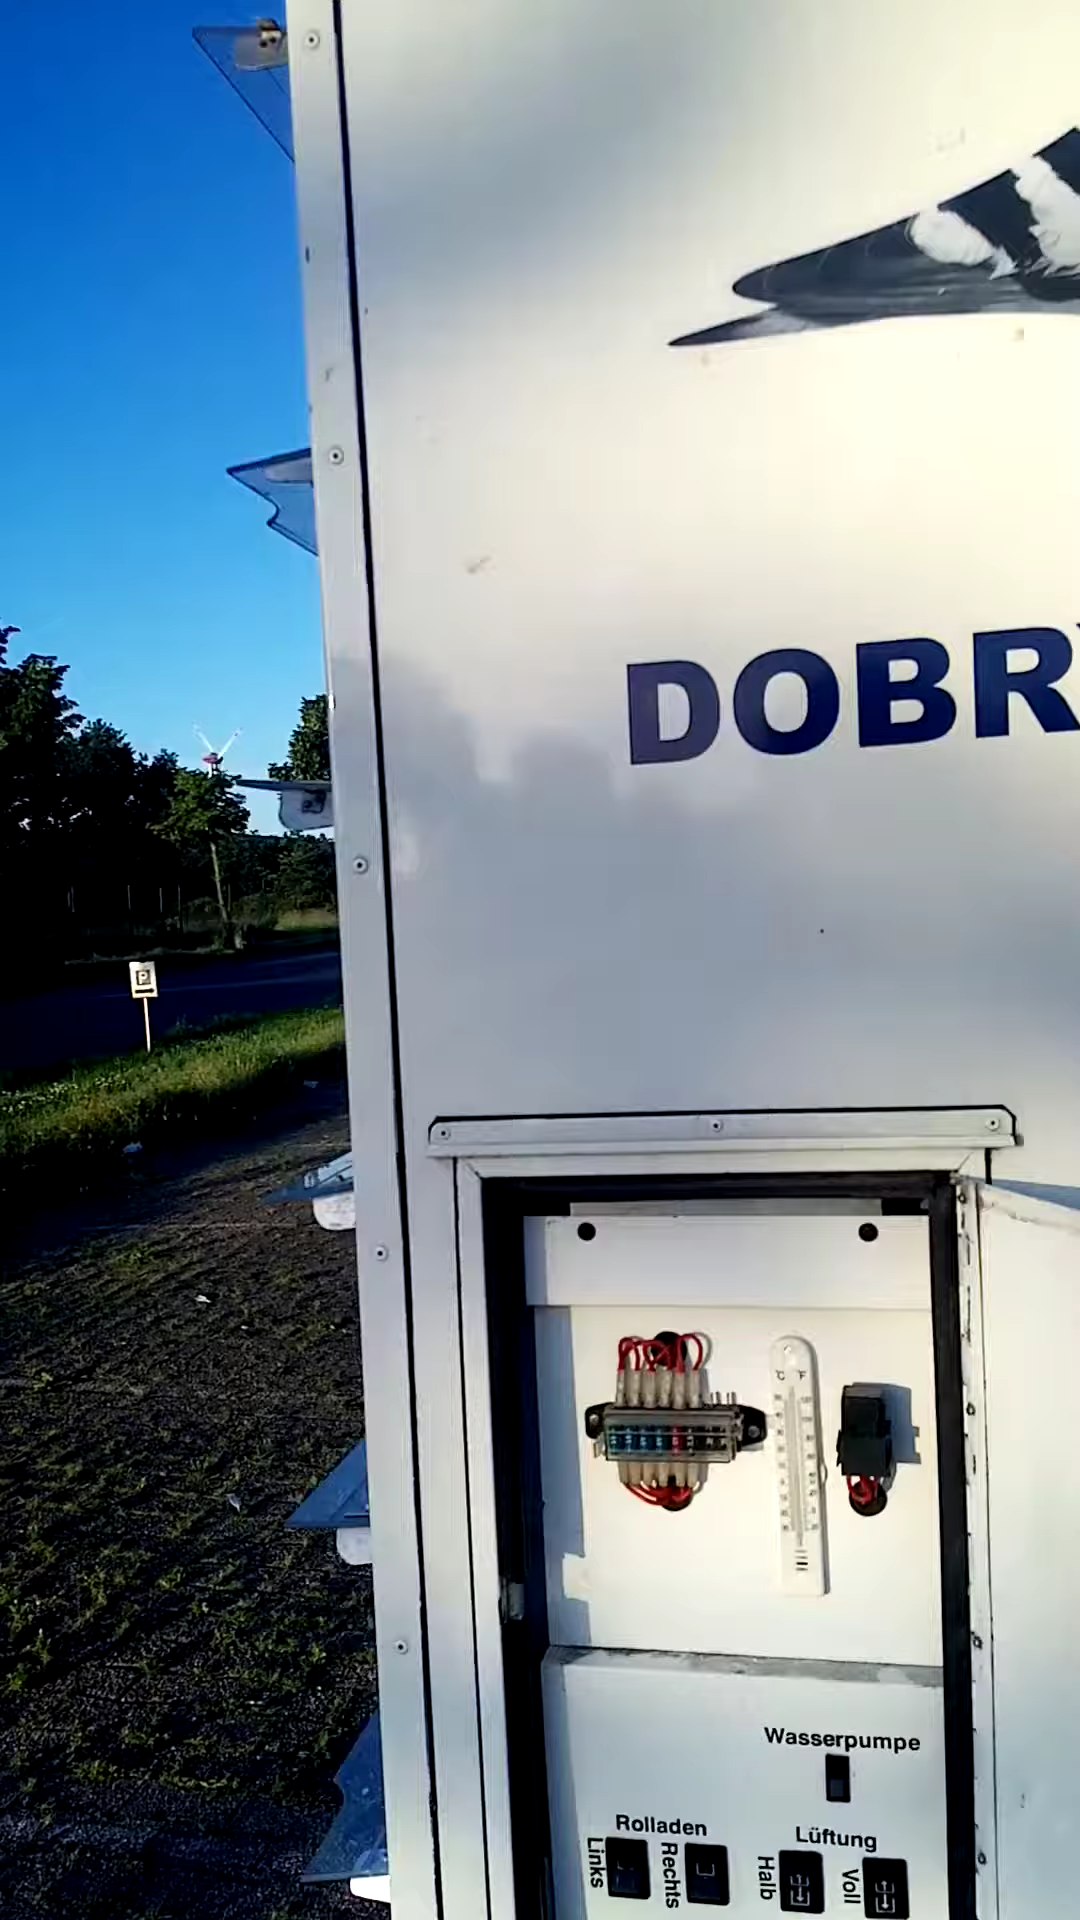 DOBR
P
°C °F
Wasserpumpe
Rolladen
Lüftung
Links
Rechts
Halb
Voll